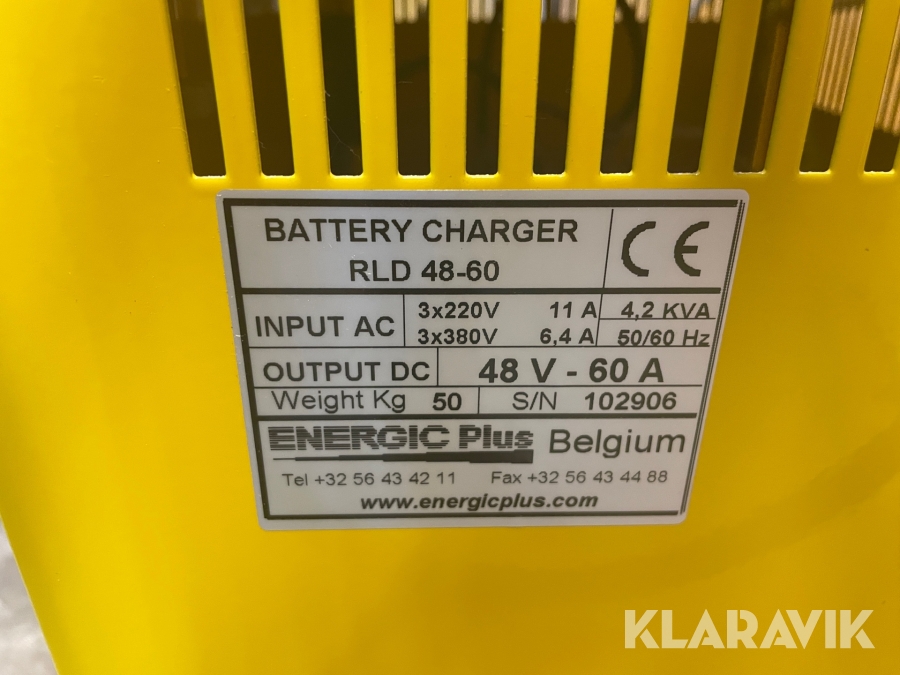 BATTERY CHARGER
RLD 48-60
CE
INPUT AC
3x220V 11 A 4,2 KVA
3x380V 6,4 A 50/60 Hz
OUTPUT DC 48 V - 60 A
Weight Kg 50 S/N 102906
ENERGIC Plus Belgium
Tel +32 56 43 42 11 Fax +32 56 43 44 88
www.energicplus.com
KLARAVIK